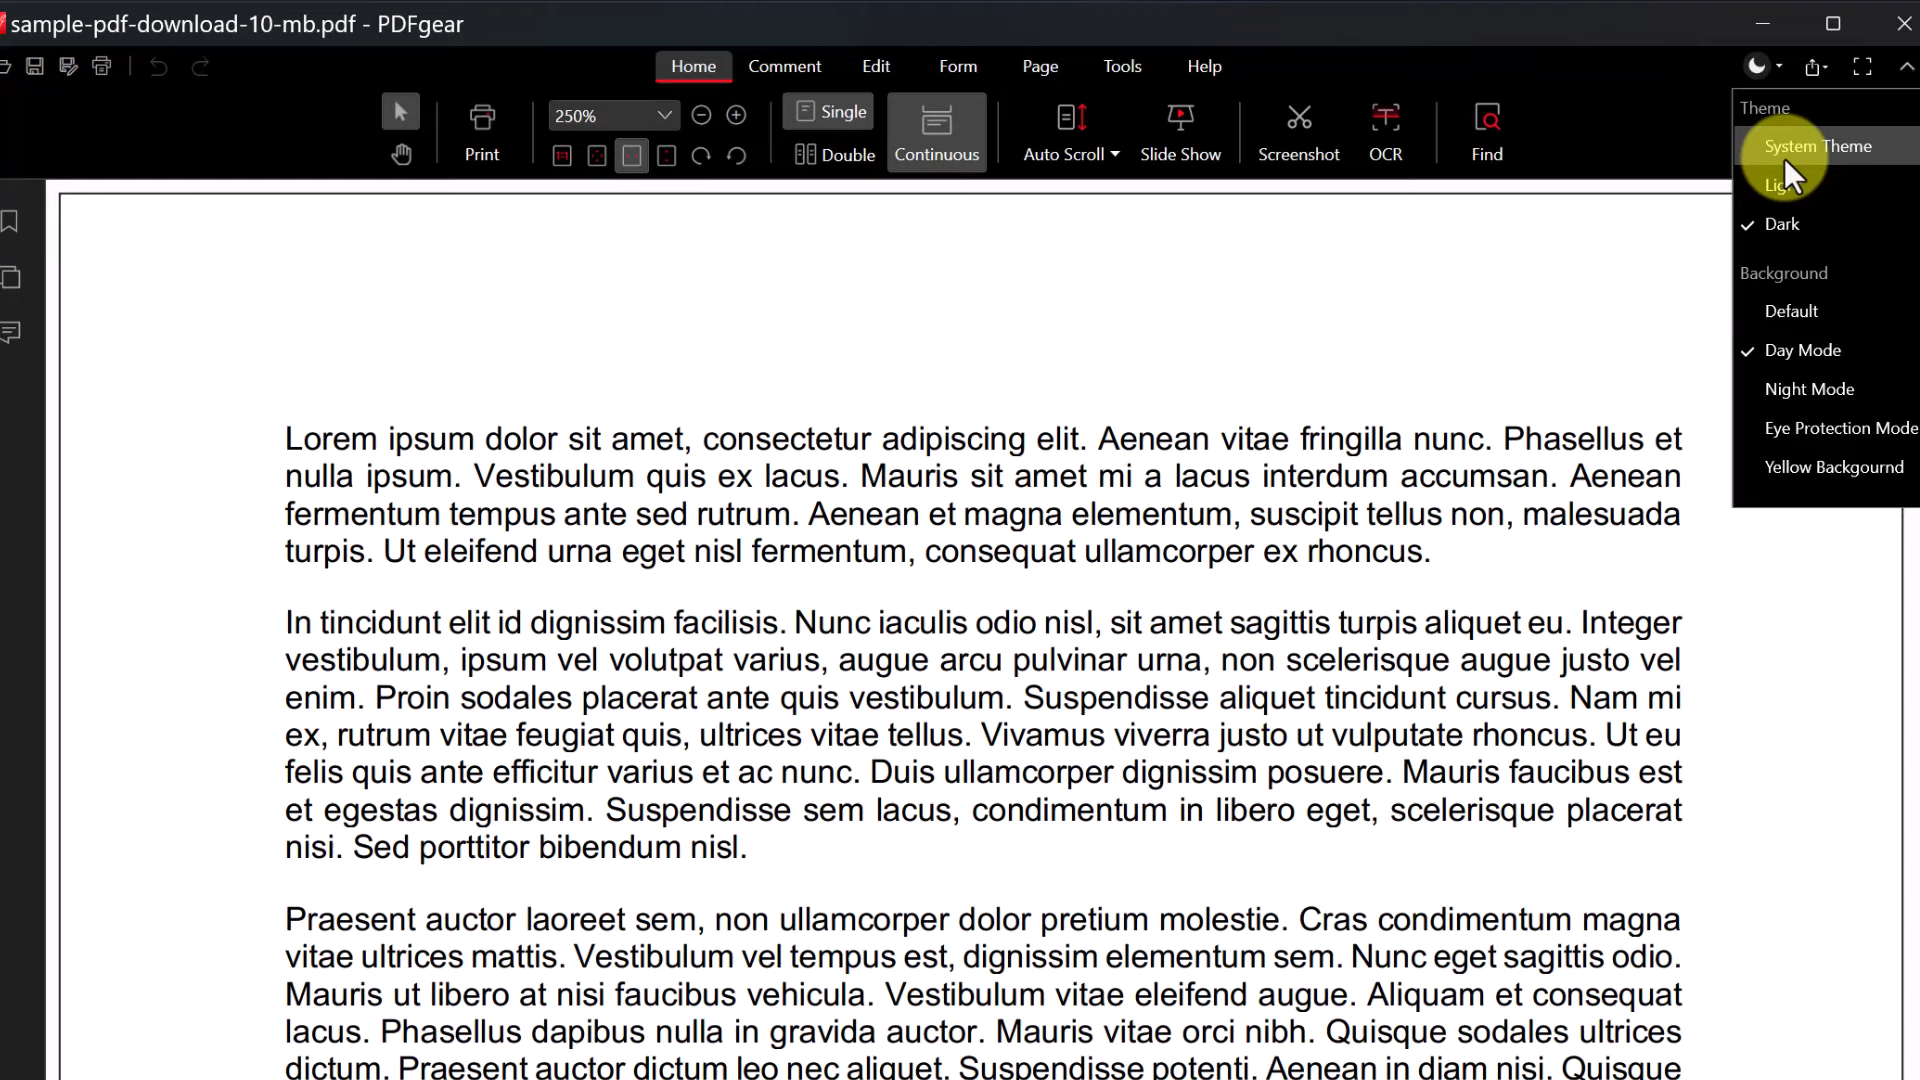 sample-pdf-download-10-mb.pdf - PDFgear
Home Comment Edit Form Page Tools Help
Print
250%
Single
Double
Continuous
Auto Scroll
Slide Show
Screenshot
OCR
Find
Theme
System Theme
Dark
Background
Default
Day Mode
Night Mode
Eye Protection Mode
Yellow Backgournd
Lorem ipsum dolor sit amet, consectetur adipiscing elit. Aenean vitae fringilla nunc. Phasellus et
nulla ipsum. Vestibulum quis ex lacus. Mauris sit amet mi a lacus interdum accumsan. Aenean
fermentum tempus ante sed rutrum. Aenean et magna elementum, suscipit tellus non, malesuada
turpis. Ut eleifend urna eget nisl fermentum, consequat ullamcorper ex rhoncus.
In tincidunt elit id dignissim facilisis. Nunc iaculis odio nisl, sit amet sagittis turpis aliquet eu. Integer
vestibulum, ipsum vel volutpat varius, augue arcu pulvinar urna, non scelerisque augue justo vel
enim. Proin sodales placerat ante quis vestibulum. Suspendisse aliquet tincidunt cursus. Nam mi
ex, rutrum vitae feugiat quis, ultrices vitae tellus. Vivamus viverra justo ut vulputate rhoncus. Ut eu
felis quis ante efficitur varius et ac nunc. Duis ullamcorper dignissim posuere. Mauris faucibus est
et egestas dignissim. Suspendisse sem lacus, condimentum in libero eget, scelerisque placerat
nisi. Sed porttitor bibendum nisl.
Praesent auctor laoreet sem, non ullamcorper dolor pretium molestie. Cras condimentum magna
vitae ultrices mattis. Vestibulum vel tempus est, dignissim elementum sem. Nunc eget sagittis odio.
Mauris ut libero at nisi faucibus vehicula. Vestibulum vitae eleifend augue. Aliquam et consequat
lacus. Phasellus dapibus nulla in gravida auctor. Mauris vitae orci nibh. Quisque sodales ultrices
dictum. Praesent auctor dictum leo nec aliquet. Suspendisse potenti. Aenean in diam nisi. Quisque